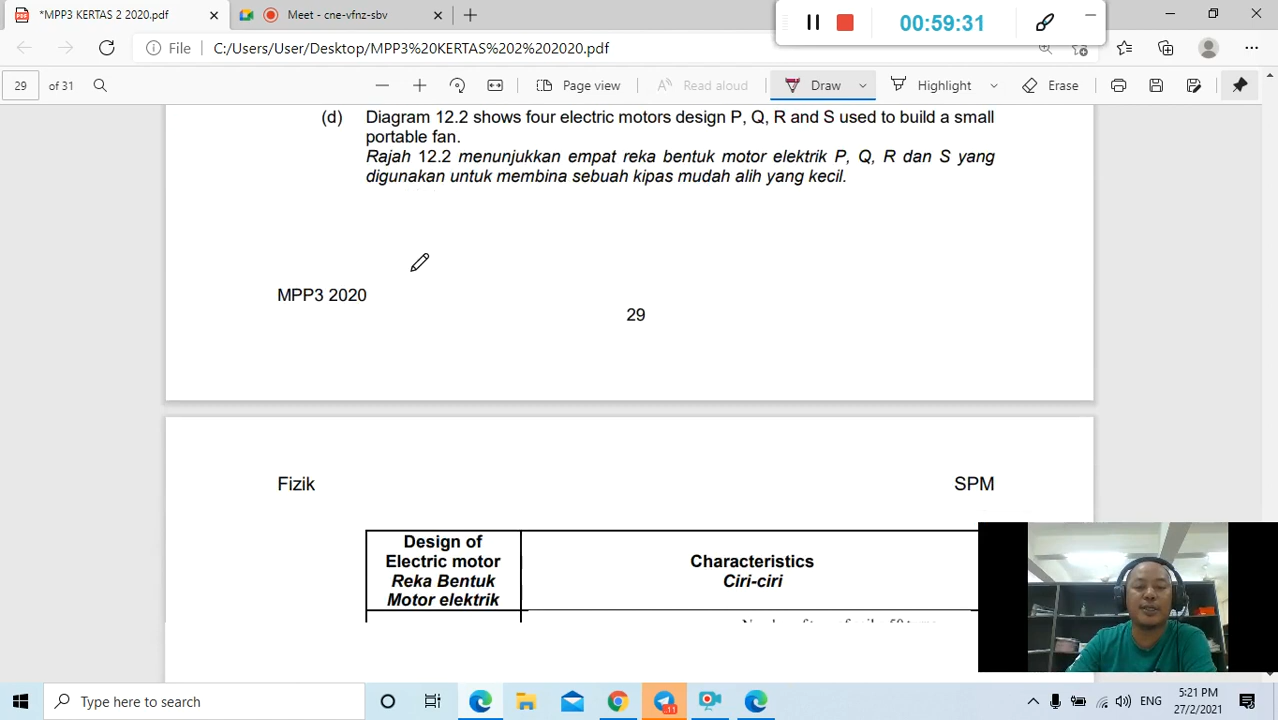 *MPP3 KERTAS 2 2020.pdf
Meet - cne-vfnz-sbv
00:59:31
File
C:/Users/User/Desktop/MPP3%20KERTAS%202%202020.pdf
29
of 31
Page view
Read aloud
Draw
Highlight
Erase
(d) Diagram 12.2 shows four electric motors design P, Q, R and S used to build a small
portable fan.
Rajah 12.2 menunjukkan empat reka bentuk motor elektrik P, Q, R dan S yang
digunakan untuk membina sebuah kipas mudah alih yang kecil.
MPP3 2020
29
Fizik
SPM
Design of
Electric motor
Reka Bentuk
Motor elektrik
Characteristics
Ciri-ciri
Type here to search
ENG
5:21 PM
27/2/2021